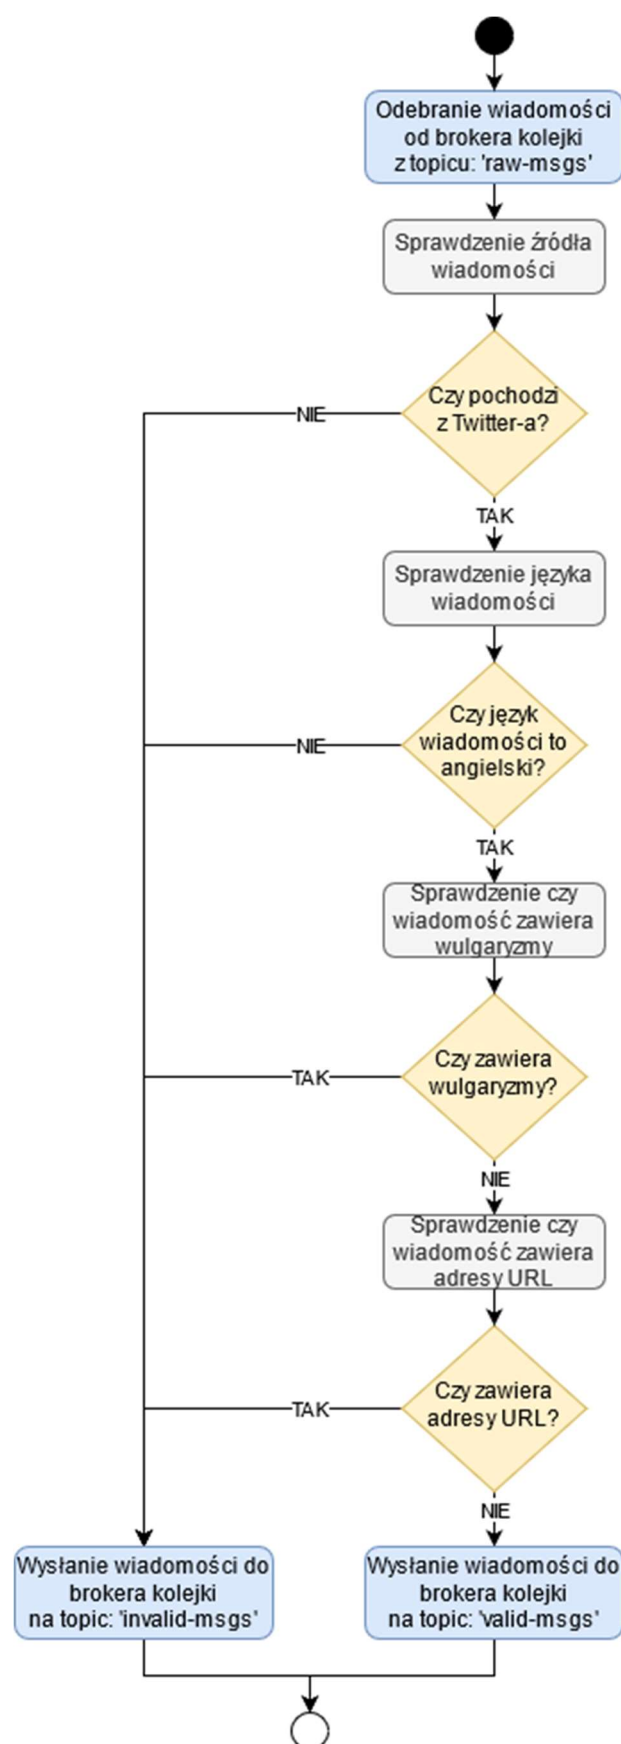 Odebranie wiadomości
od brokera kolejki
z topicu: 'raw-msgs'
Sprawdzenie źródła
wiadomości
Czy pochodzi
z Twitter-a?
NIE
TAK
Sprawdzenie języka
wiadomości
Czy język
wiadomości to
angielski?
NIE
TAK
Sprawdzenie czy
wiadomość zawiera
wulgaryzmy
Czy zawiera
wulgaryzmy?
TAK
NIE
Sprawdzenie czy
wiadomość zawiera
adresy URL
Czy zawiera
adresy URL?
TAK
NIE
Wysłanie wiadomości do
brokera kolejki
na topic: 'invalid-msgs'
Wysłanie wiadomości do
brokera kolejki
na topic: 'valid-msgs'